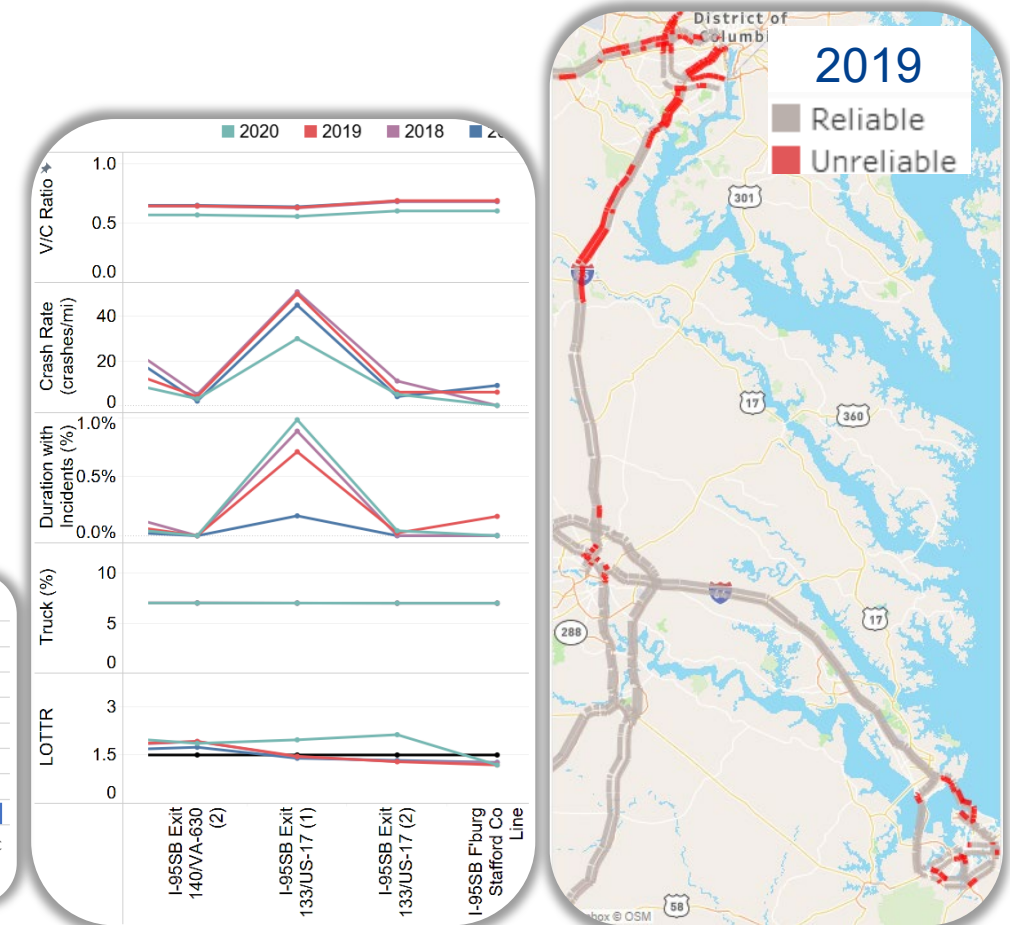 2020 2019 2018
V/C Ratio
1.0
0.5
0.0
Crash Rate
(crashes/mi)
40
20
0
Duration with
Incidents (%)
1.0%
0.5%
0.0%
Truck (%)
10
5
0
LOTTR
3
1.5
0
I-95SB Exit
140/VA-630
(2)
I-95SB Exit
133/US-17 (1)
I-95SB Exit
133/US-17 (2)
I-95SB F'burg
Stafford Co
Line
District of
Columbi
2019
Reliable
Unreliable
301
17
360
288
17
58
box © OSM